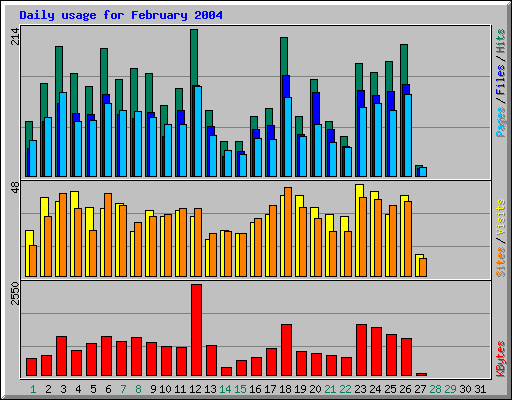 Daily usage for February 2004
214
Pages / Files / Hits
48
Sites / Visits
2550
KBytes
1 2 3 4 5 6 7 8 9 10 11 12 13 14 15 16 17 18 19 20 21 22 23 24 25 26 27 28 29 30 31